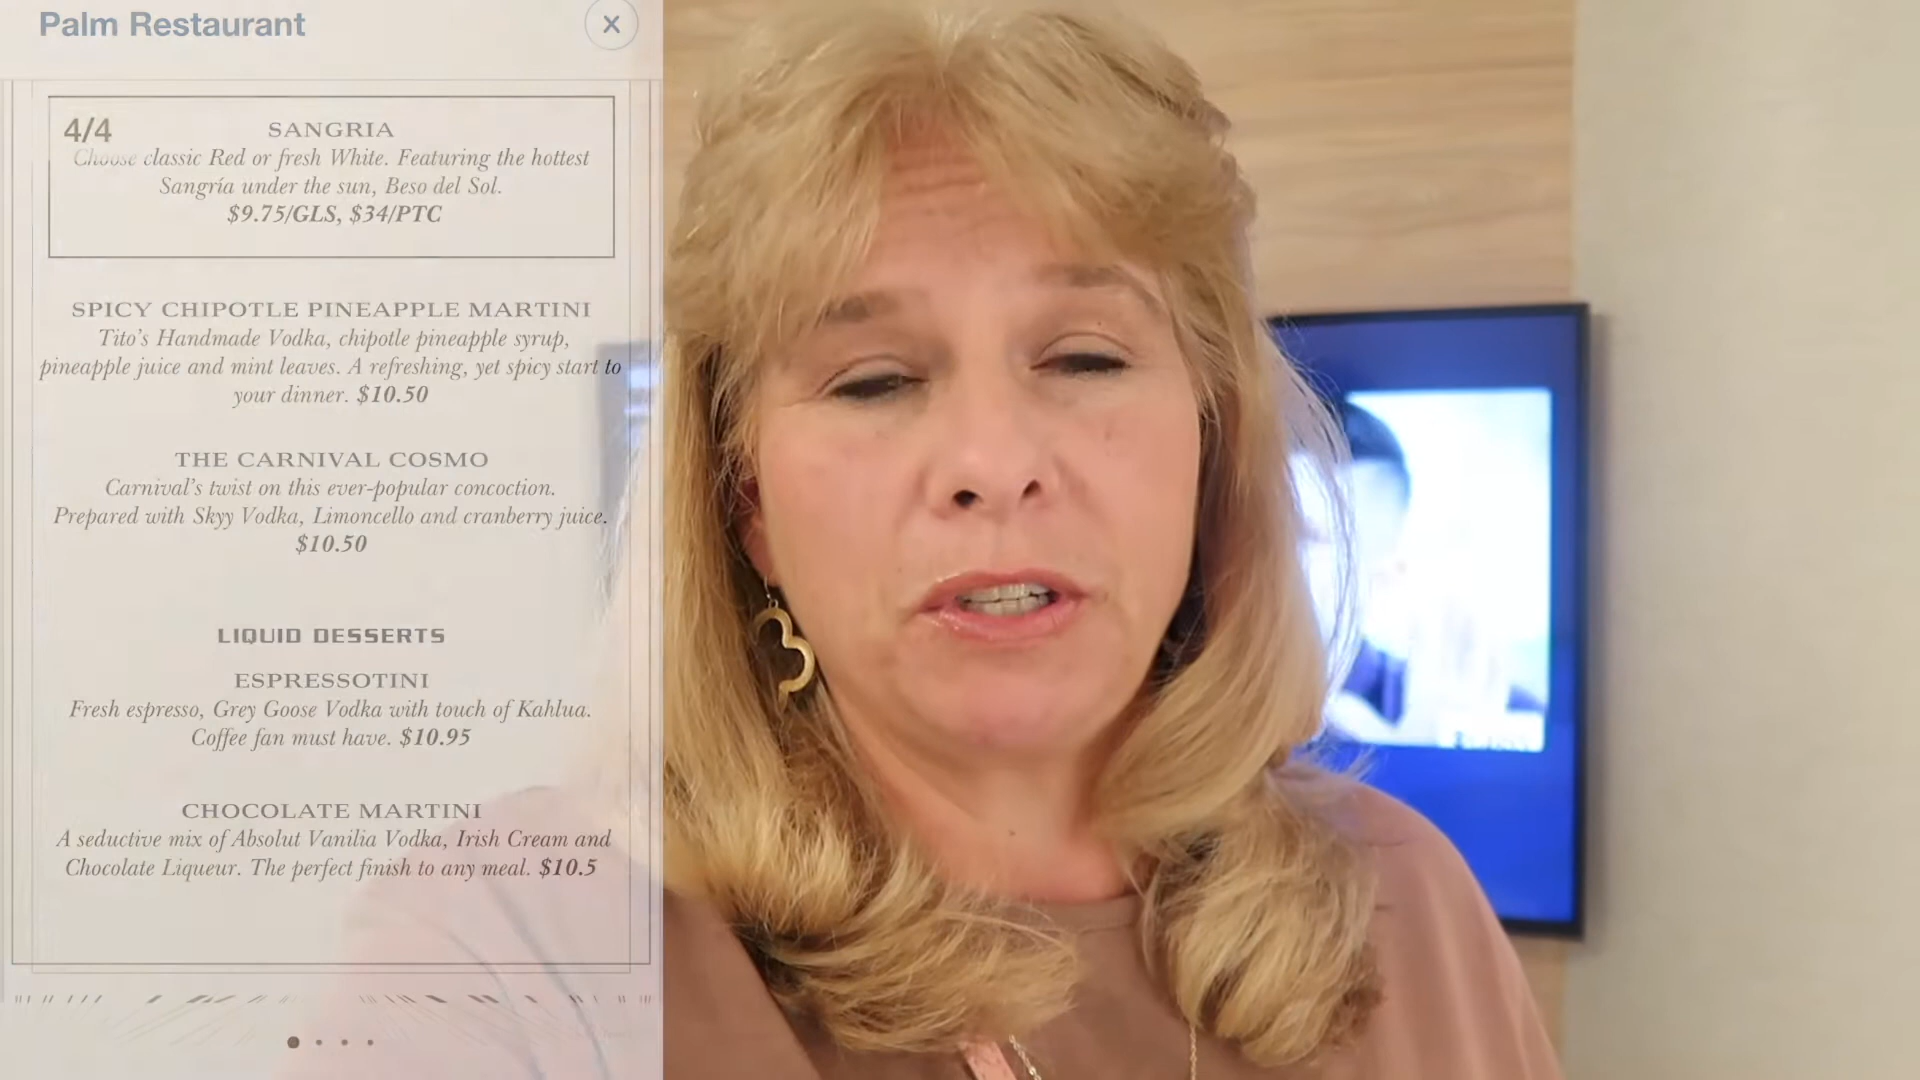 Palm Restaurant
4/4
SANGRIA
Choose classic Red or fresh White. Featuring the hottest
Sangría under the sun, Beso del Sol.
$9.75/GLS, $34/PTC
SPICY CHIPOTLE PINEAPPLE MARTINI
Tito's Handmade Vodka, chipotle pineapple syrup,
pineapple juice and mint leaves. A refreshing, yet spicy start to
your dinner. $10.50
THE CARNIVAL COSMO
Carnival's twist on this ever-popular concoction.
Prepared with Skyy Vodka, Limoncello and cranberry juice.
$10.50
LIQUID DESSERTS
ESPRESSOTINI
Fresh espresso, Grey Goose Vodka with touch of Kahlua.
Coffee fan must have. $10.95
CHOCOLATE MARTINI
A seductive mix of Absolut Vanilia Vodka, Irish Cream and
Chocolate Liqueur. The perfect finish to any meal. $10.5